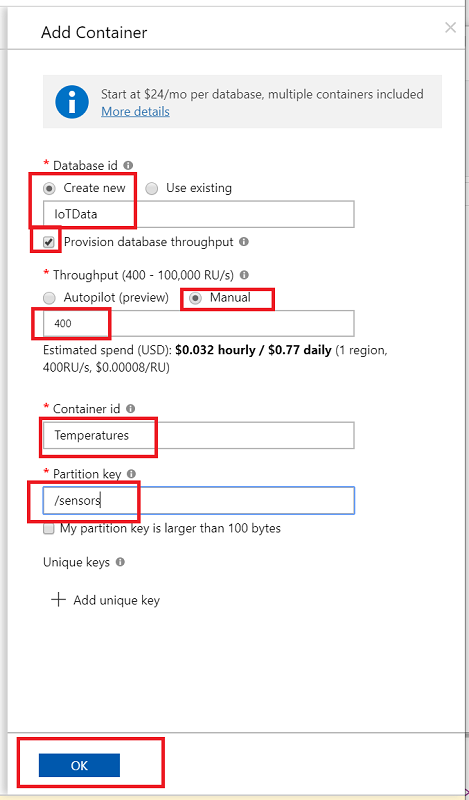 Add Container
Start at $24/mo per database, multiple containers included
More details
* Database id
Create new Use existing
IoTData
Provision database throughput
* Throughput (400 - 100,000 RU/s)
Autopilot (preview) Manual
400
Estimated spend (USD): $0.032 hourly / $0.77 daily (1 region,
400RU/s, $0.00008/RU)
* Container id
Temperatures
* Partition key
/sensors
My partition key is larger than 100 bytes
Unique keys
Add unique key
OK